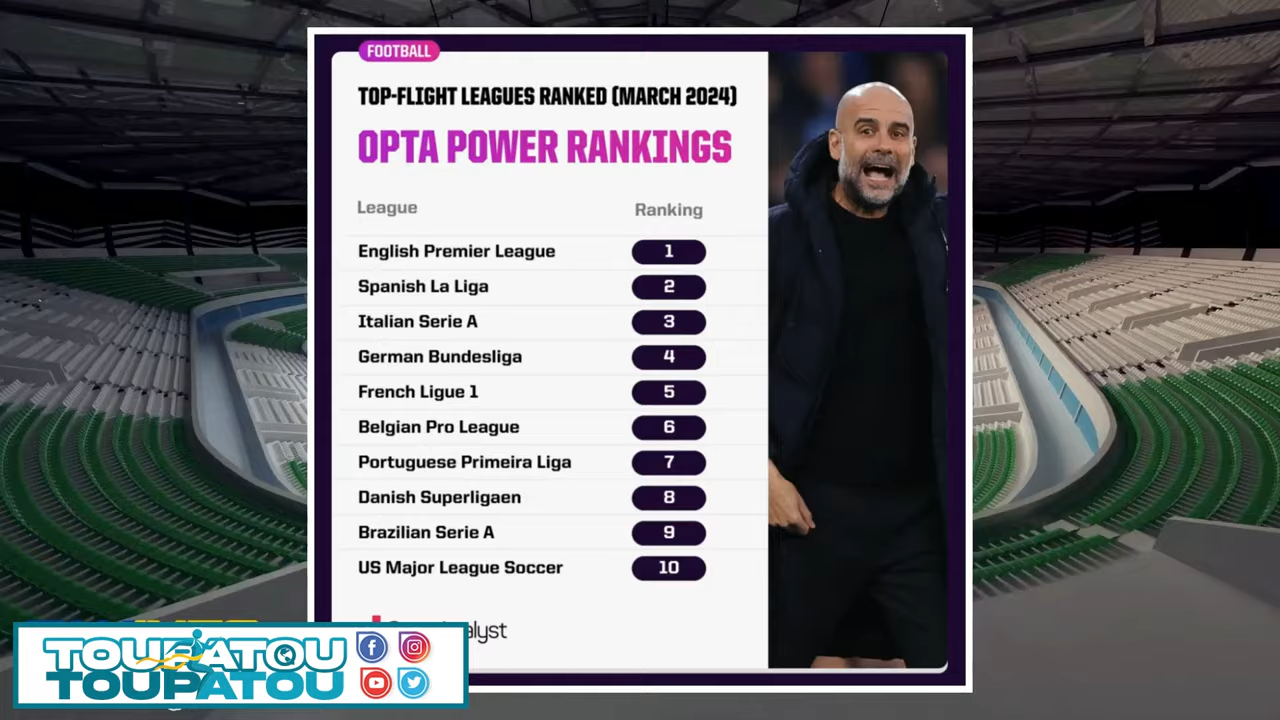 FOOTBALL
TOP-FLIGHT LEAGUES RANKED (MARCH 2024)
OPTA POWER RANKINGS
League Ranking
English Premier League 1
Spanish La Liga 2
Italian Serie A 3
German Bundesliga 4
French Ligue 1 5
Belgian Pro League 6
Portuguese Primeira Liga 7
Danish Superligaen 8
Brazilian Serie A 9
US Major League Soccer 10
TOUPATOU
TOUPATOU